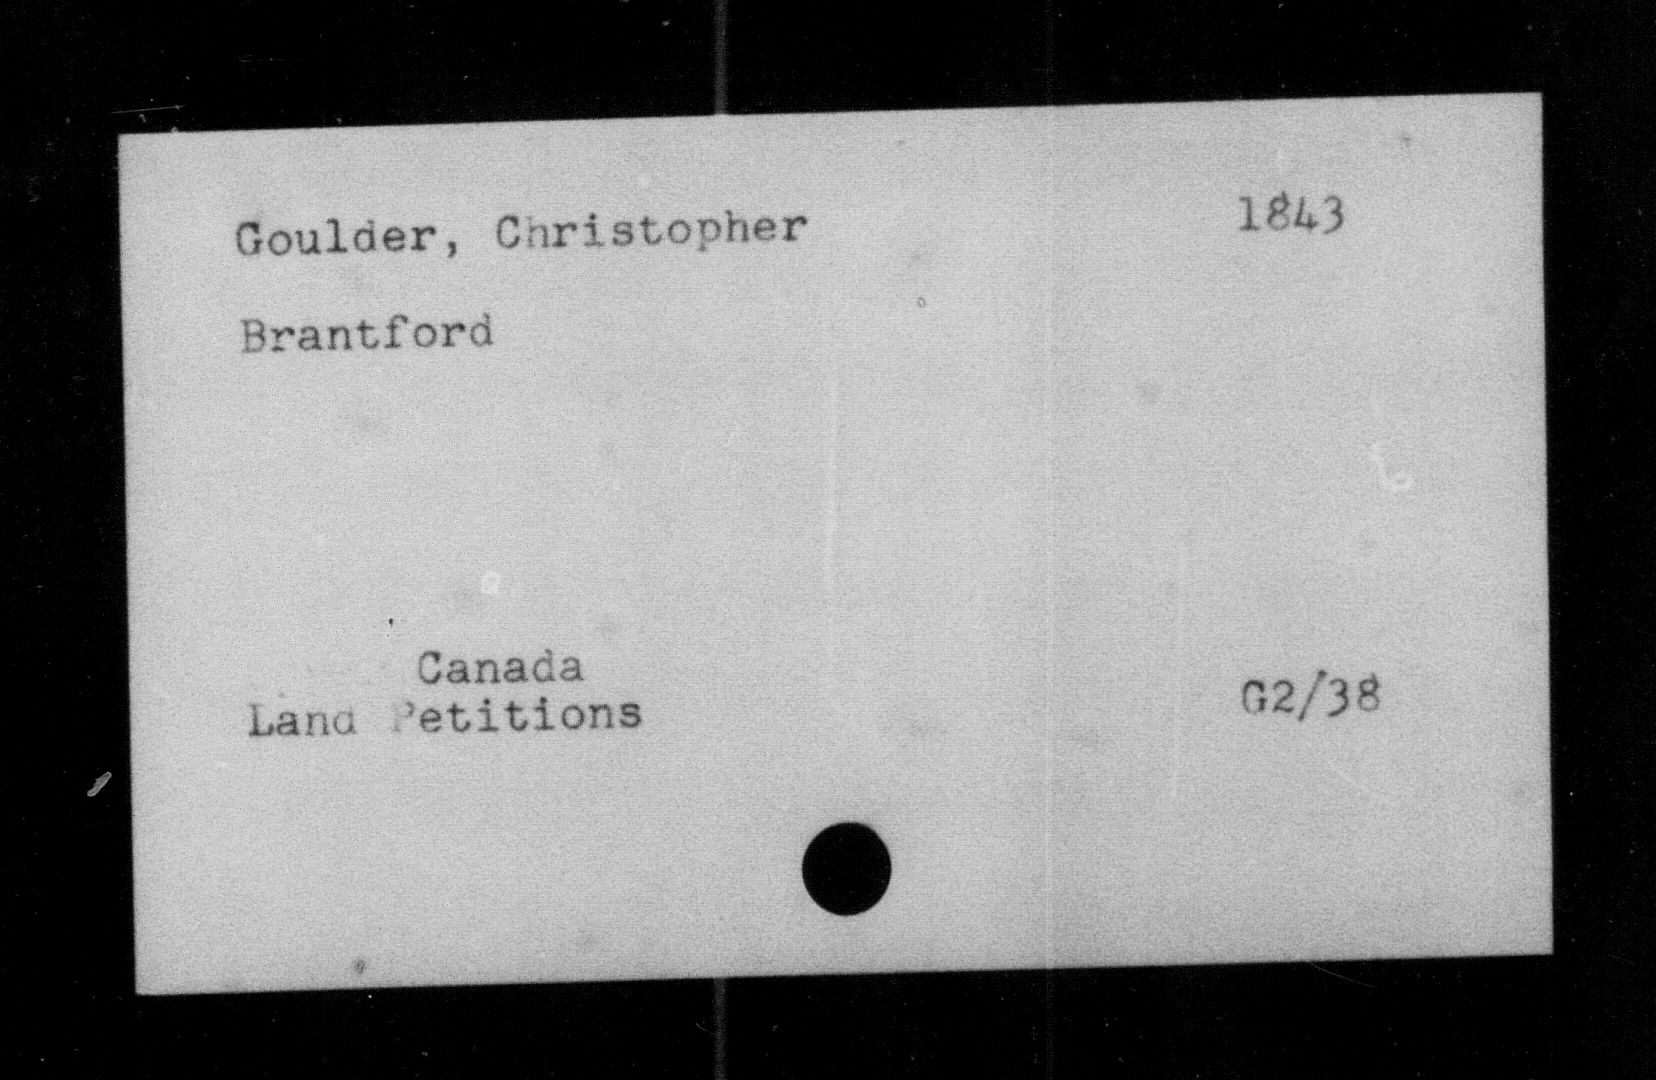 Goulder, Christopher 1843
Brantford
Canada
Land Petitions G2/38